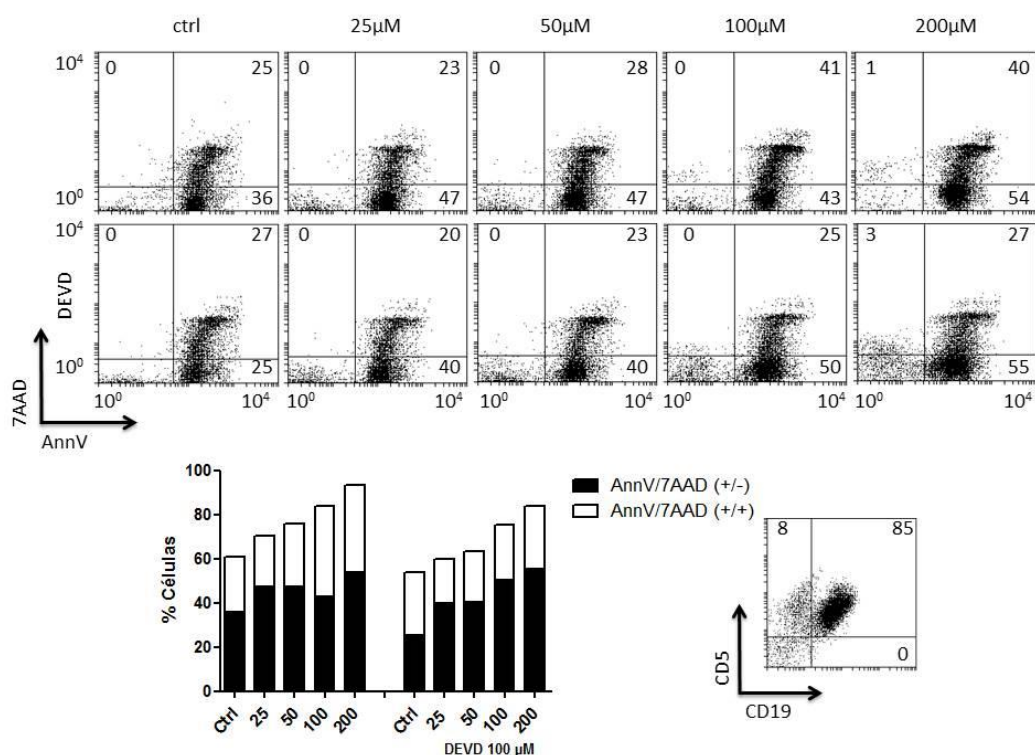 ctrl 25µM 50µM 100µM 200µM
10⁴ 0 25 0 23 0 28 0 41 1 40
10⁰ 36 47 47 43 54
10⁴ 0 27 0 20 0 23 0 25 3 27
DEVD
10⁰ 25 40 40 50 55
10⁰ 10⁴ 10⁰ 10⁴ 10⁰ 10⁴ 10⁰ 10⁴ 10⁰ 10⁴
7AAD
AnnV
100
80
60
40
20
0
% Células
Ctrl 25 50 100 200 Ctrl 25 50 100 200
DEVD 100 µM
AnnV/7AAD (+/-)
AnnV/7AAD (+/+)
8 85
0
CD5
CD19